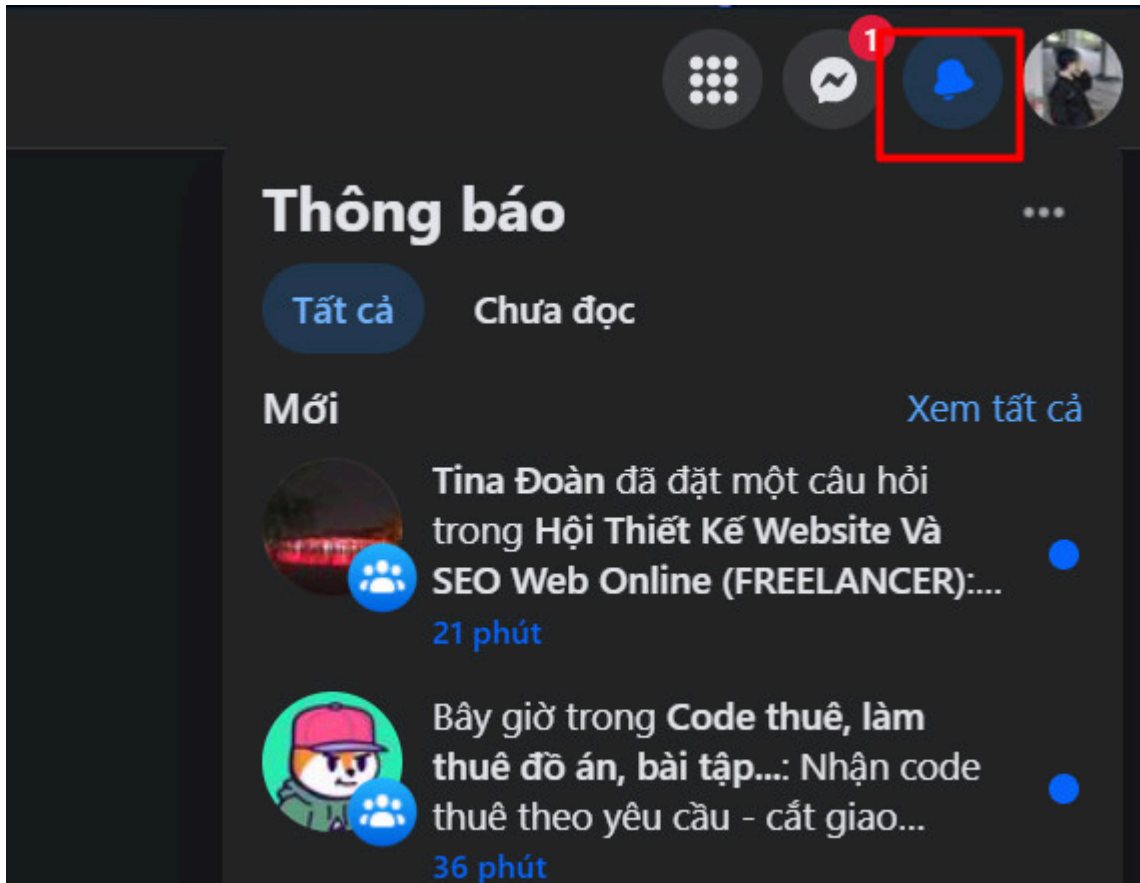 1
Thông báo
Tất cả
Chưa đọc
Mới
Xem tất cả
Tina Đoàn đã đặt một câu hỏi
trong Hội Thiết Kế Website Và
SEO Web Online (FREELANCER):...
21 phút
Bây giờ trong Code thuê, làm
thuê đồ án, bài tập...: Nhận code
thuê theo yêu cầu - cắt giao...
36 phút